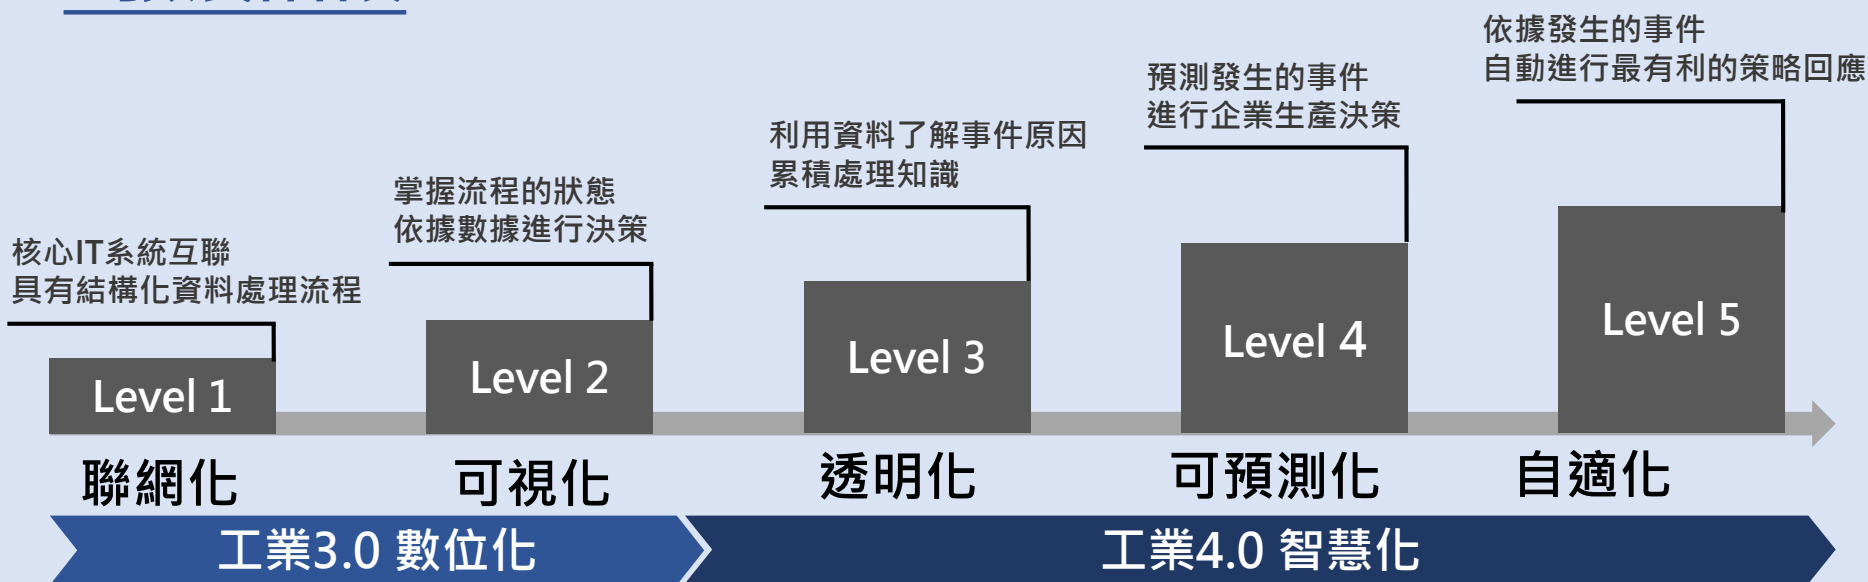 依據發生的事件
自動進行最有利的策略回應
預測發生的事件
進行企業生產決策
利用資料了解事件原因
累積處理知識
掌握流程的狀態
依據數據進行決策
核心IT系統互聯
具有結構化資料處理流程
Level 1
Level 2
Level 3
Level 4
Level 5
聯網化
可視化
透明化
可預測化
自適化
工業3.0 數位化
工業4.0 智慧化